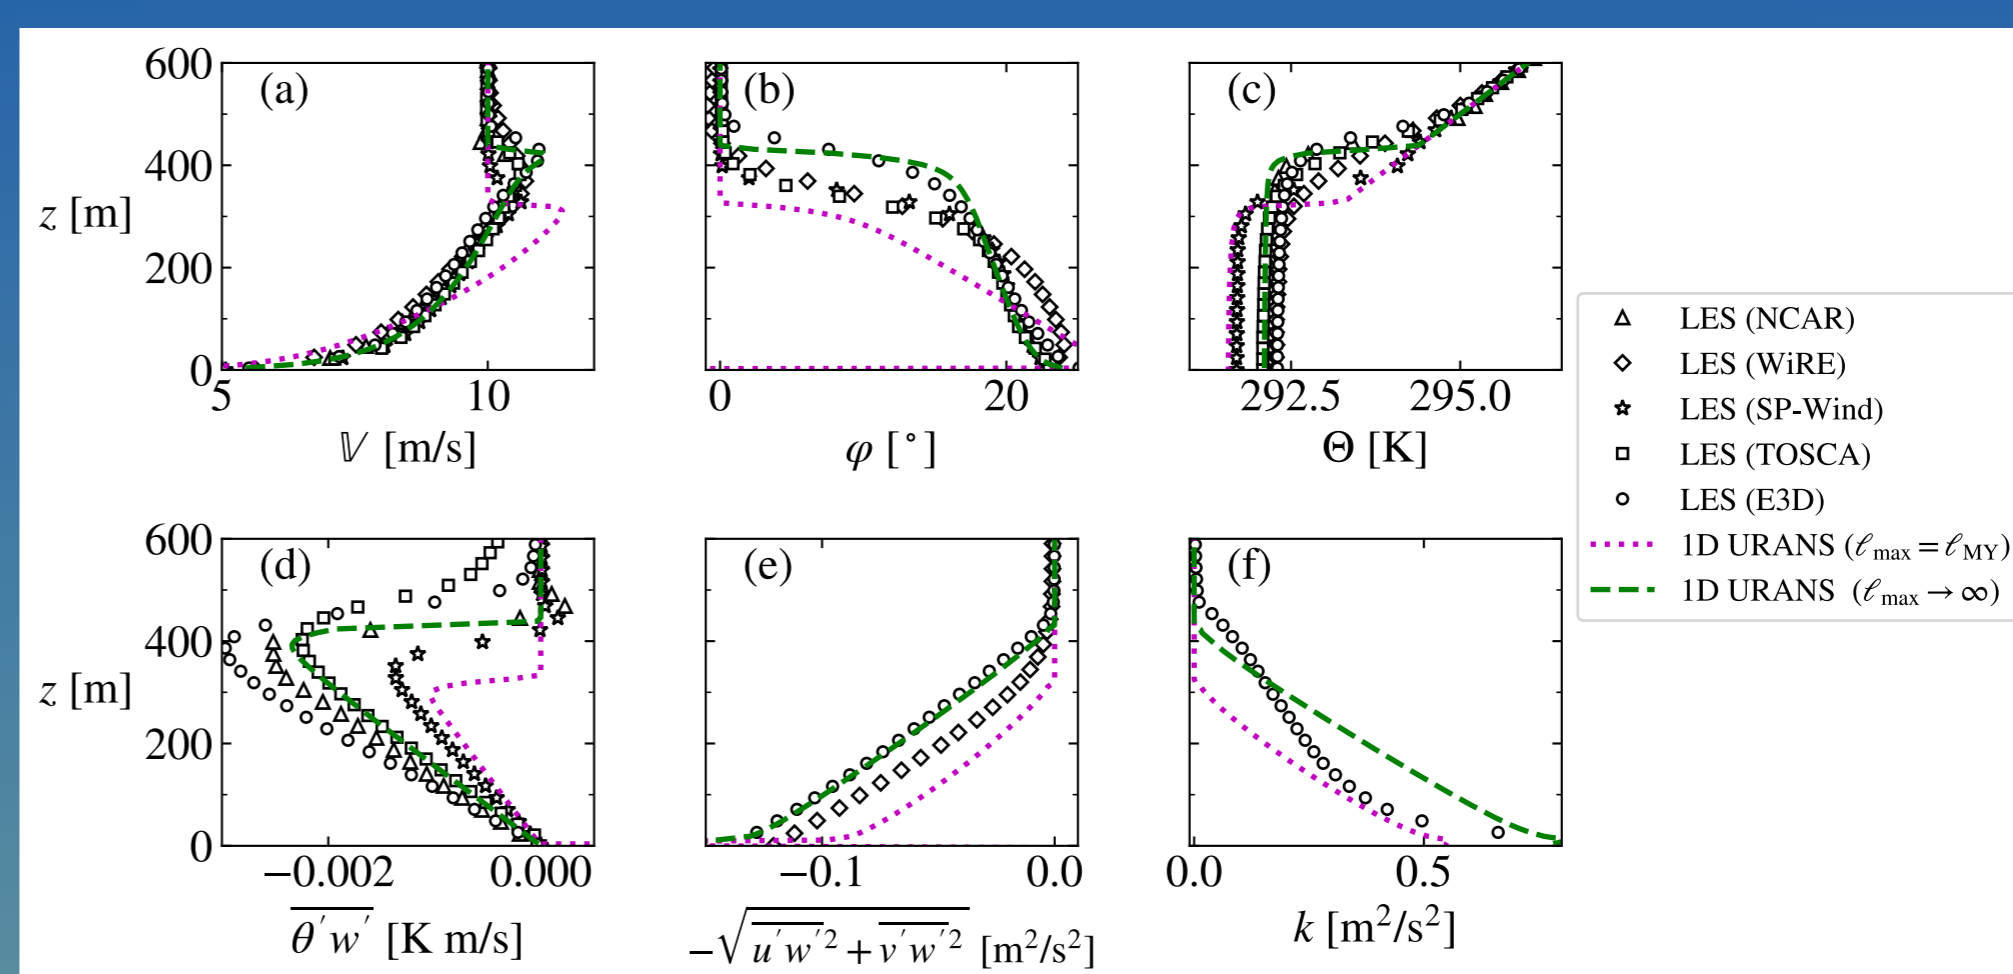 (a) (b) (c)
600
400
200
0
z [m]
5 10
0 20
292.5 295.0
𝕍 [m/s]
φ [°]
Θ [K]
LES (NCAR)
LES (WiRE)
LES (SP-Wind)
LES (TOSCA)
LES (E3D)
1D URANS (ℓmax = ℓMY)
1D URANS (ℓmax → ∞)
(d) (e) (f)
600
400
200
0
z [m]
−0.002 0.000
−0.1 0.0
0.0 0.5
θ′w′ [K m/s]
−√(u′w′² + v′w′²) [m²/s²]
k [m²/s²]